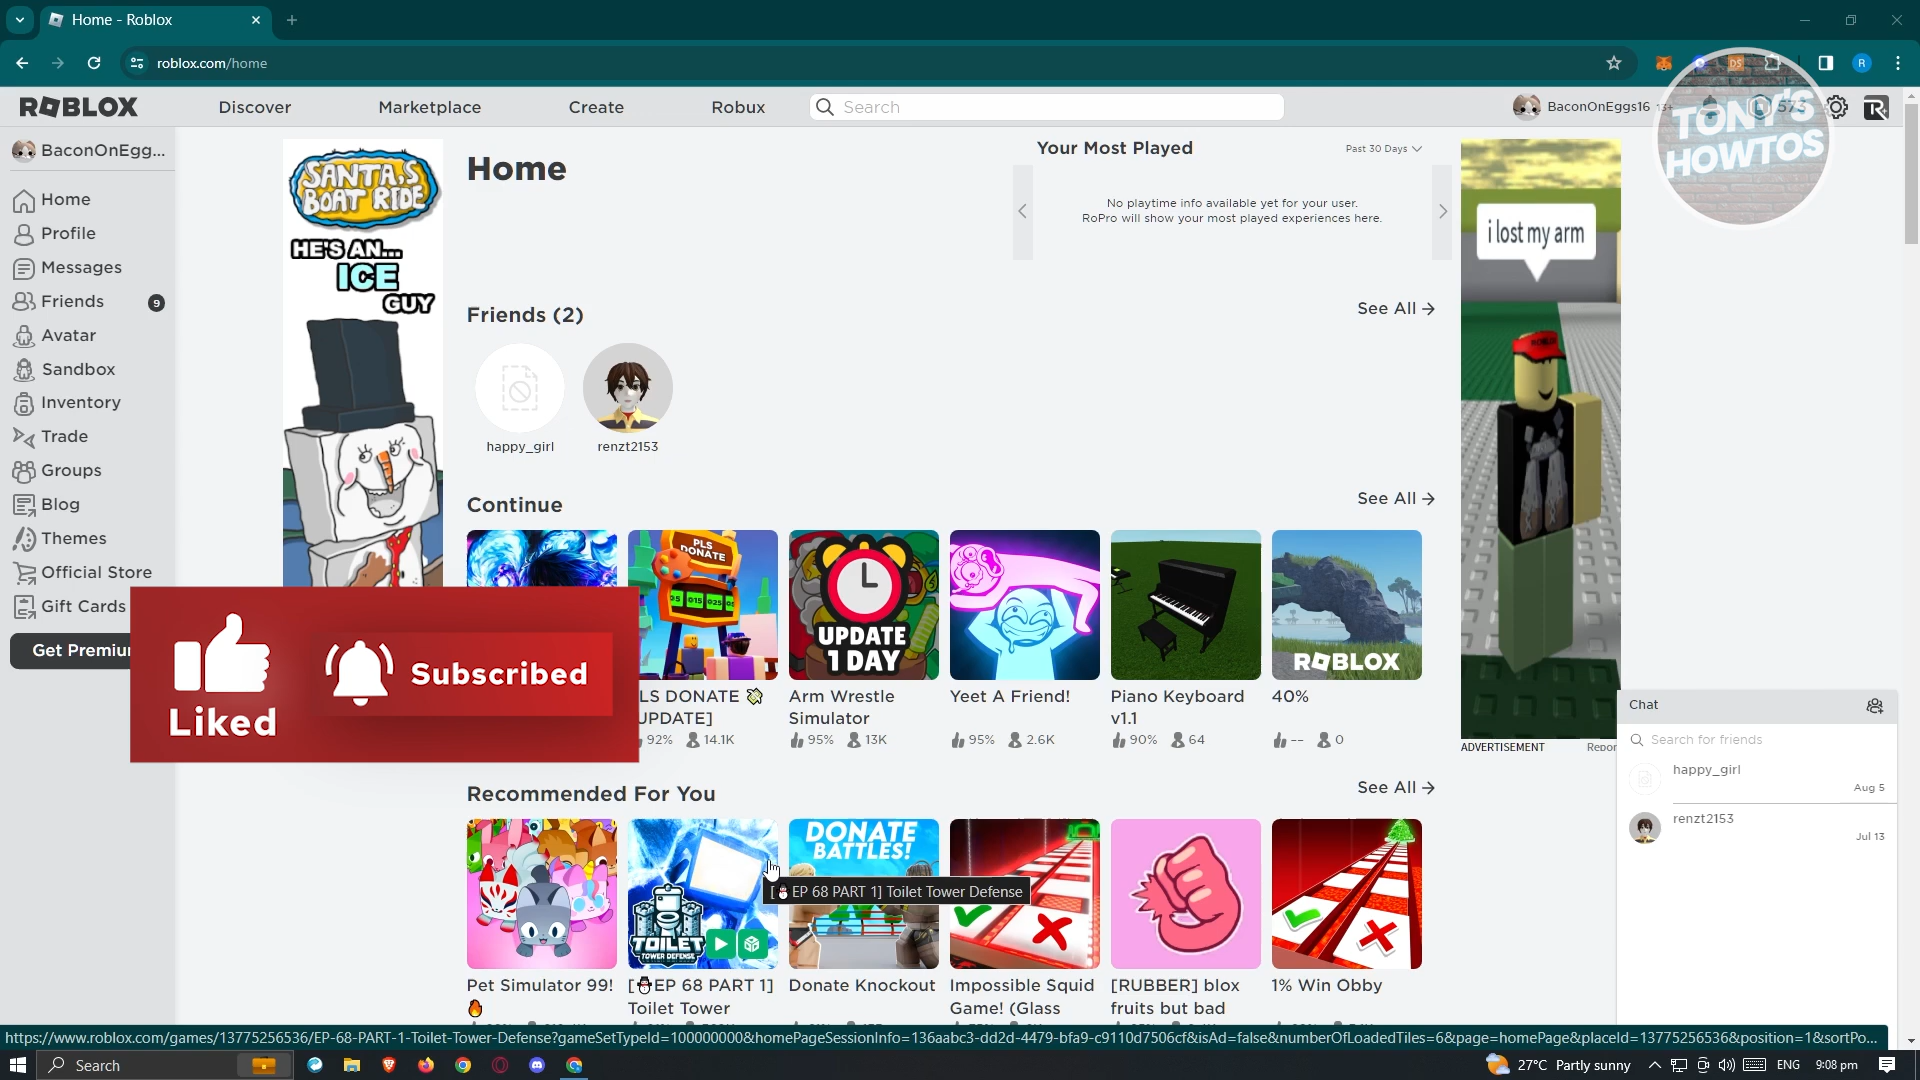 Home - Roblox
roblox.com/home
ROBLOX
Discover
Marketplace
Create
Robux
Search
BaconOnEggs16 13+
573
TONY'S
HOWTOS
BaconOnEgg...
Home
Profile
Messages
Friends
9
Avatar
Sandbox
Inventory
Trade
Groups
Blog
Themes
Official Store
Gift Cards
Get Premiu
SANTA'S
BOAT RIDE
HE'S AN...
ICE
GUY
Home
Your Most Played
Past 30 Days
No playtime info available yet for your user.
RoPro will show your most played experiences here.
Friends (2)
See All →
happy_girl
renzt2153
Continue
See All →
PLS
DONATE
UPDATE
1 DAY
ROBLOX
LS DONATE
UPDATE]
92% 14.1K
Arm Wrestle
Simulator
95% 13K
Yeet A Friend!
95% 2.6K
Piano Keyboard
v1.1
90% 64
40%
-- 0
Liked
Subscribed
Recommended For You
See All →
TOILET
TOWER DEFENSE
DONATE
BATTLES!
[⛄EP 68 PART 1] Toilet Tower Defense
Pet Simulator 99!
🔥
[⛄EP 68 PART 1]
Toilet Tower
Donate Knockout
Impossible Squid
Game! (Glass
[RUBBER] blox
fruits but bad
1% Win Obby
i lost my arm
ROBLOX
ADVERTISEMENT
Repor
Chat
Search for friends
happy_girl
Aug 5
renzt2153
Jul 13
https://www.roblox.com/games/13775256536/EP-68-PART-1-Toilet-Tower-Defense?gameSetTypeId=100000000&homePageSessionInfo=136aabc3-dd2d-4479-bfa9-c9110d7506cf&isAd=false&numberOfLoadedTiles=6&page=homePage&placeId=13775256536&position=1&sortPo...
Search
27°C Partly sunny
ENG
9:08 pm